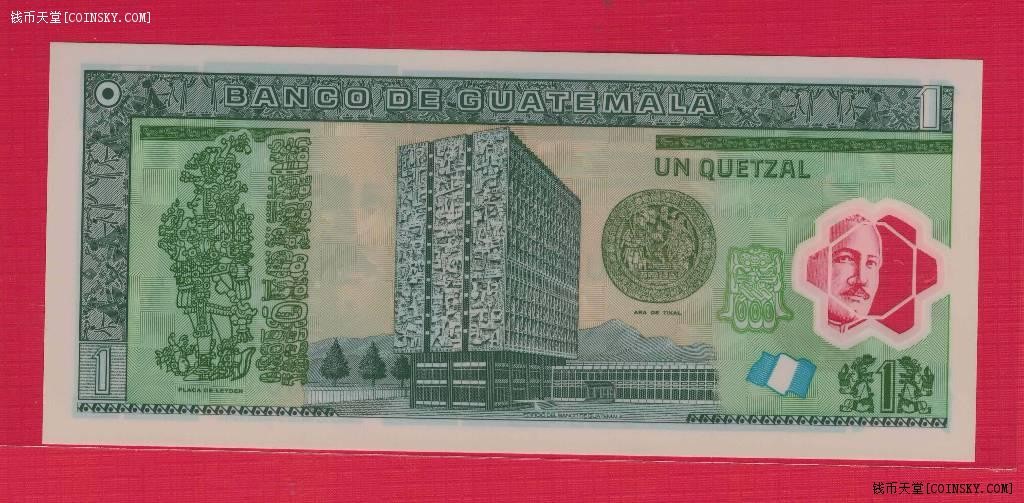 钱币天堂[COINSKY.COM]
BANCO DE GUATEMALA
1
UN QUETZAL
ARA DE TIKAL
1
PLACA DE LEYDEN
1
钱币天堂[COINSKY.COM]